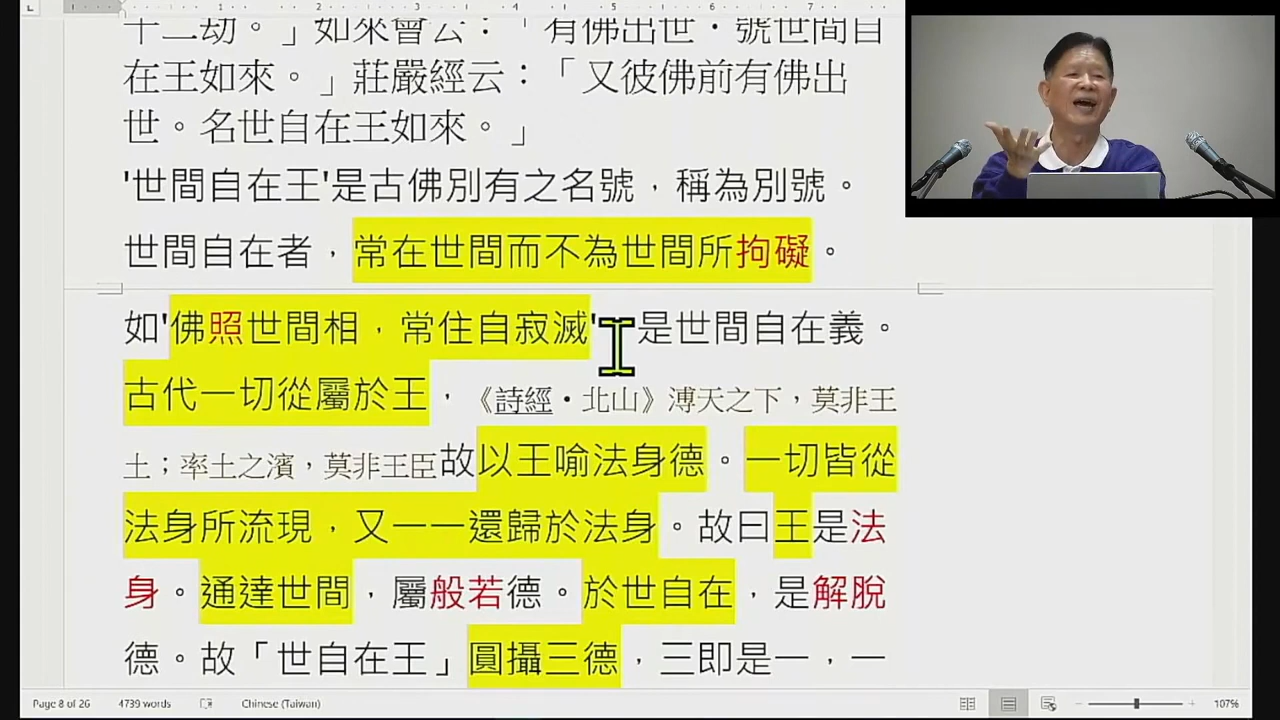 十二劫。」如來會云：「有佛出世・號世間自
在王如來。」莊嚴經云：「又彼佛前有佛出
世。名世自在王如來。」
'世間自在王'是古佛別有之名號，稱為別號。
世間自在者，常在世間而不為世間所拘礙。
如'佛照世間相，常住自寂滅' 是世間自在義。
古代一切從屬於王，《詩經・北山》溥天之下，莫非王
土；率土之濱，莫非王臣故以王喻法身德。一切皆從
法身所流現，又一一還歸於法身。故曰王是法
身。通達世間，屬般若德。於世自在，是解脫
德。故「世自在王」圓攝三德，三即是一，一
Page 8 of 26 4739 words Chinese (Taiwan) 107%